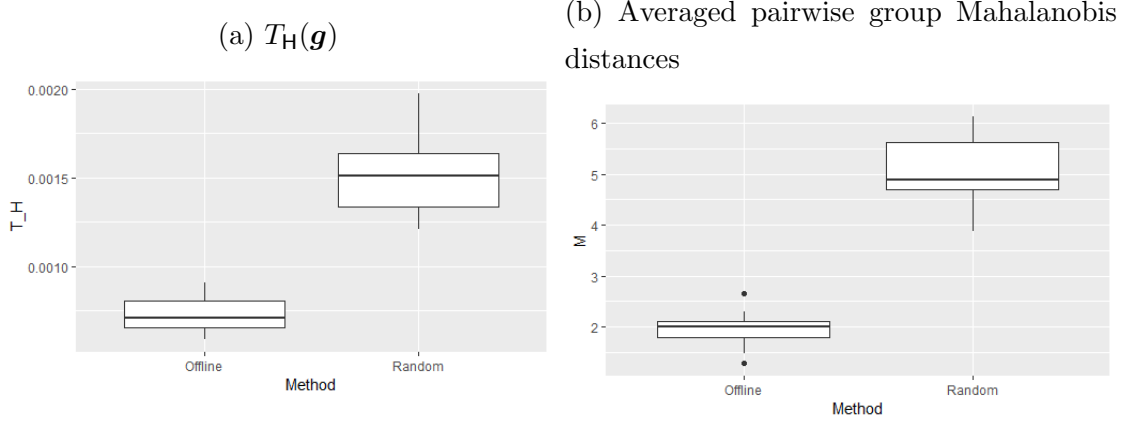 (a) T_H(g)
0.0020
0.0015
0.0010
T_H
Offline
Random
Method
(b) Averaged pairwise group Mahalanobis
distances
6
5
4
3
2
M
Offline
Random
Method